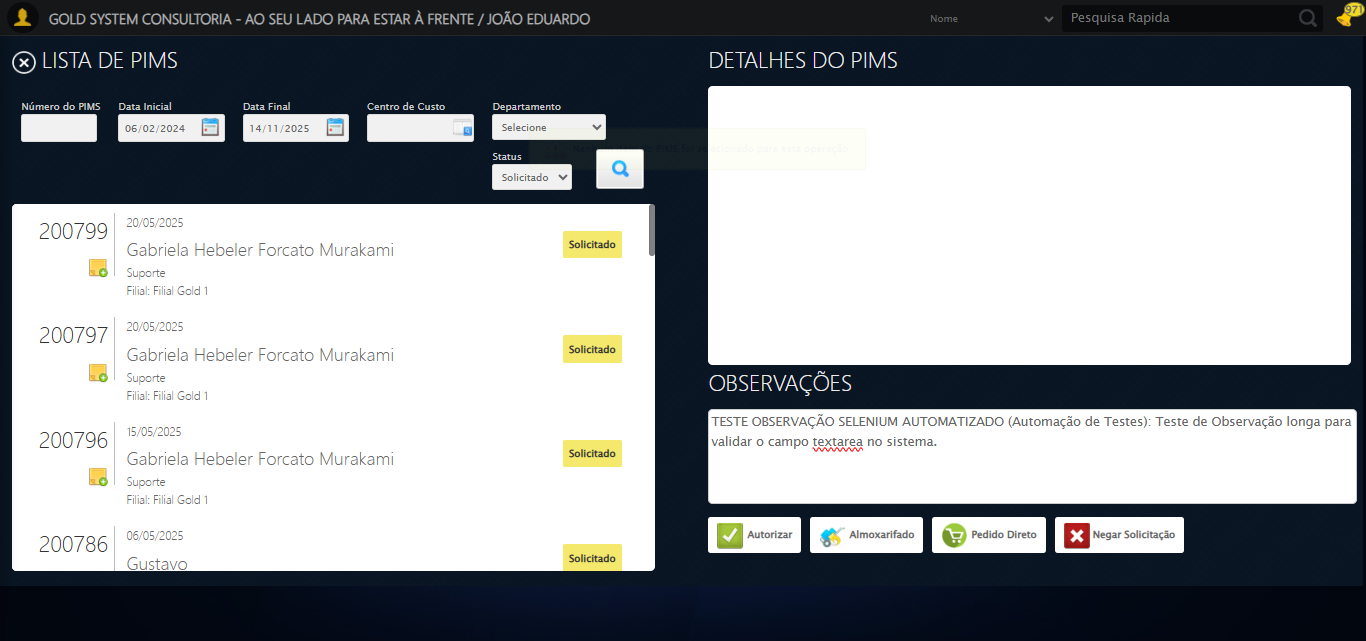 GOLD SYSTEM CONSULTORIA - AO SEU LADO PARA ESTAR À FRENTE / JOÃO EDUARDO
Nome
Pesquisa Rapida
971
LISTA DE PIMS
Número do PIMS
Data Inicial
Data Final
Centro de Custo
Departamento
06/02/2024
14/11/2025
Selecione
Status
Solicitado
200799
20/05/2025
Gabriela Hebeler Forcato Murakami
Suporte
Filial: Filial Gold 1
Solicitado
200797
20/05/2025
Gabriela Hebeler Forcato Murakami
Suporte
Filial: Filial Gold 1
Solicitado
200796
15/05/2025
Gabriela Hebeler Forcato Murakami
Suporte
Filial: Filial Gold 1
Solicitado
200786
06/05/2025
Gustavo
Solicitado
DETALHES DO PIMS
OBSERVAÇÕES
TESTE OBSERVAÇÃO SELENIUM AUTOMATIZADO (Automação de Testes): Teste de Observação longa para
validar o campo textarea no sistema.
Autorizar
Almoxarifado
Pedido Direto
Negar Solicitação